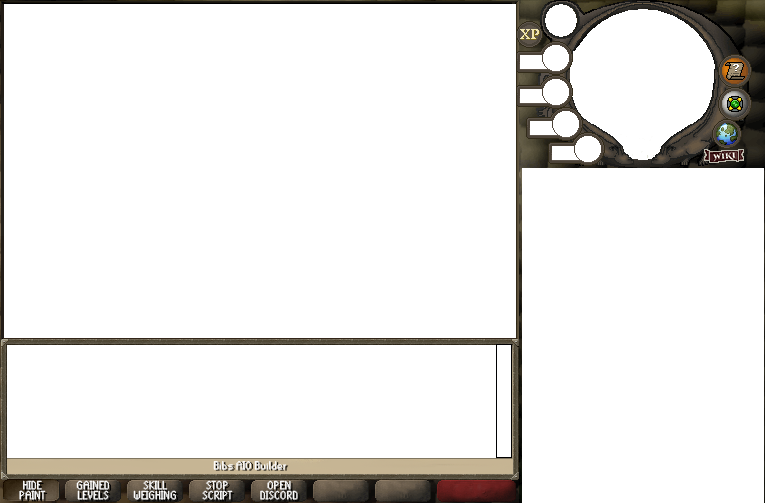 XP
WIKI
Bibs AIO Builder
HIDE
PAINT
GAINED
LEVELS
SKILL
WEIGHING
STOP
SCRIPT
OPEN
DISCORD